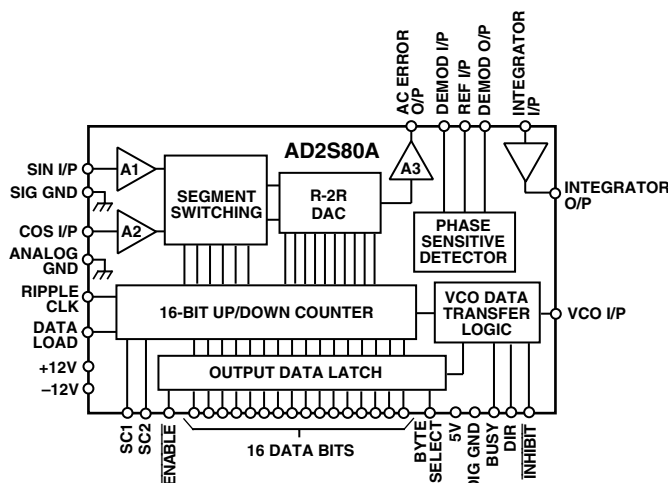 AC ERROR
O/P
DEMOD I/P
REF I/P
DEMOD O/P
INTEGRATOR
I/P
AD2S80A
SIN I/P
A1
SIG GND
SEGMENT
SWITCHING
R-2R
DAC
A3
INTEGRATOR
O/P
COS I/P
A2
PHASE
SENSITIVE
DETECTOR
ANALOG
GND
RIPPLE
CLK
16-BIT UP/DOWN COUNTER
VCO DATA
TRANSFER
LOGIC
VCO I/P
DATA
LOAD
OUTPUT DATA LATCH
+12V
–12V
SC1
SC2
ENABLE
16 DATA BITS
BYTE
SELECT
5V
DIG GND
BUSY
DIR
INHIBIT